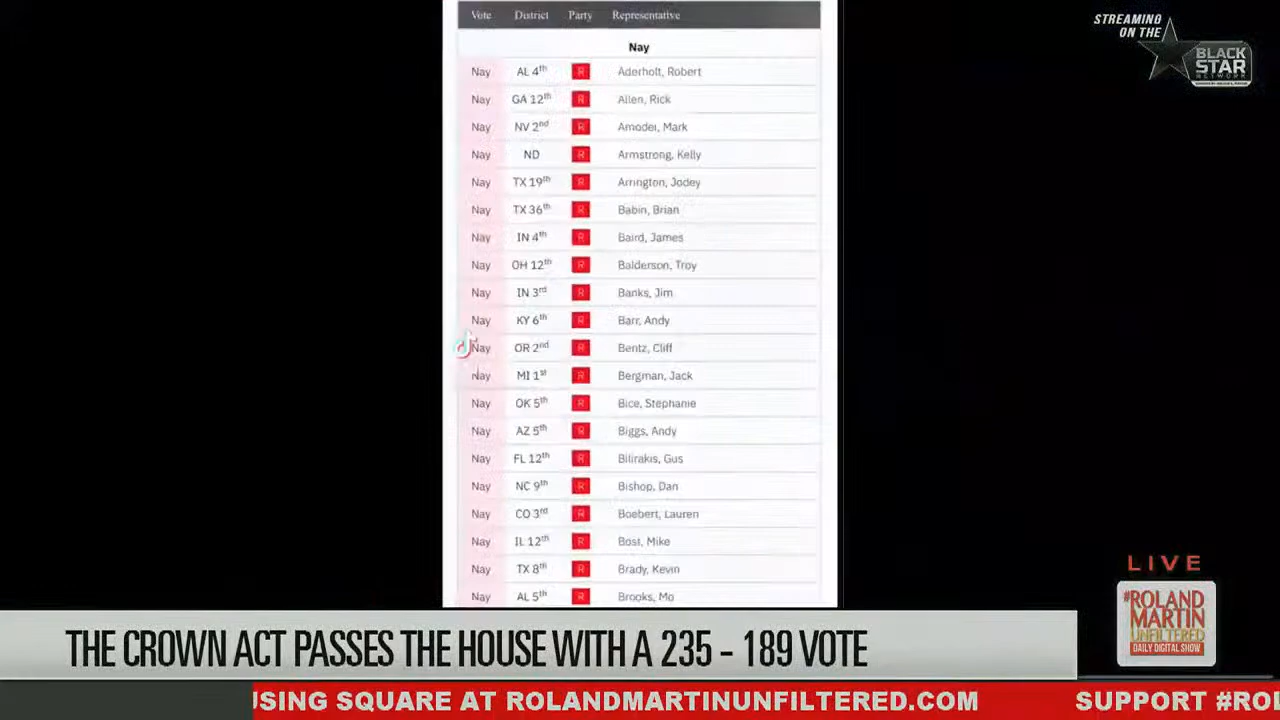 Vote District Party Representative
Nay
Nay AL 4th R Aderholt, Robert
Nay GA 12th R Allen, Rick
Nay NV 2nd R Amodei, Mark
Nay ND R Armstrong, Kelly
Nay TX 19th R Arrington, Jodey
Nay TX 36th R Babin, Brian
Nay IN 4th R Baird, James
Nay OH 12th R Balderson, Troy
Nay IN 3rd R Banks, Jim
Nay KY 6th R Barr, Andy
Nay OR 2nd R Bentz, Cliff
Nay MI 1st R Bergman, Jack
Nay OK 5th R Bice, Stephanie
Nay AZ 5th R Biggs, Andy
Nay FL 12th R Bilirakis, Gus
Nay NC 9th R Bishop, Dan
Nay CO 3rd R Boebert, Lauren
Nay IL 12th R Bost, Mike
Nay TX 8th R Brady, Kevin
Nay AL 5th R Brooks, Mo
STREAMING
ON THE
BLACK
STAR
NETWORK
LIVE
#ROLAND
MARTIN
UNFILTERED
DAILY DIGITAL SHOW
THE CROWN ACT PASSES THE HOUSE WITH A 235 - 189 VOTE
USING SQUARE AT ROLANDMARTINUNFILTERED.COM SUPPORT #ROL